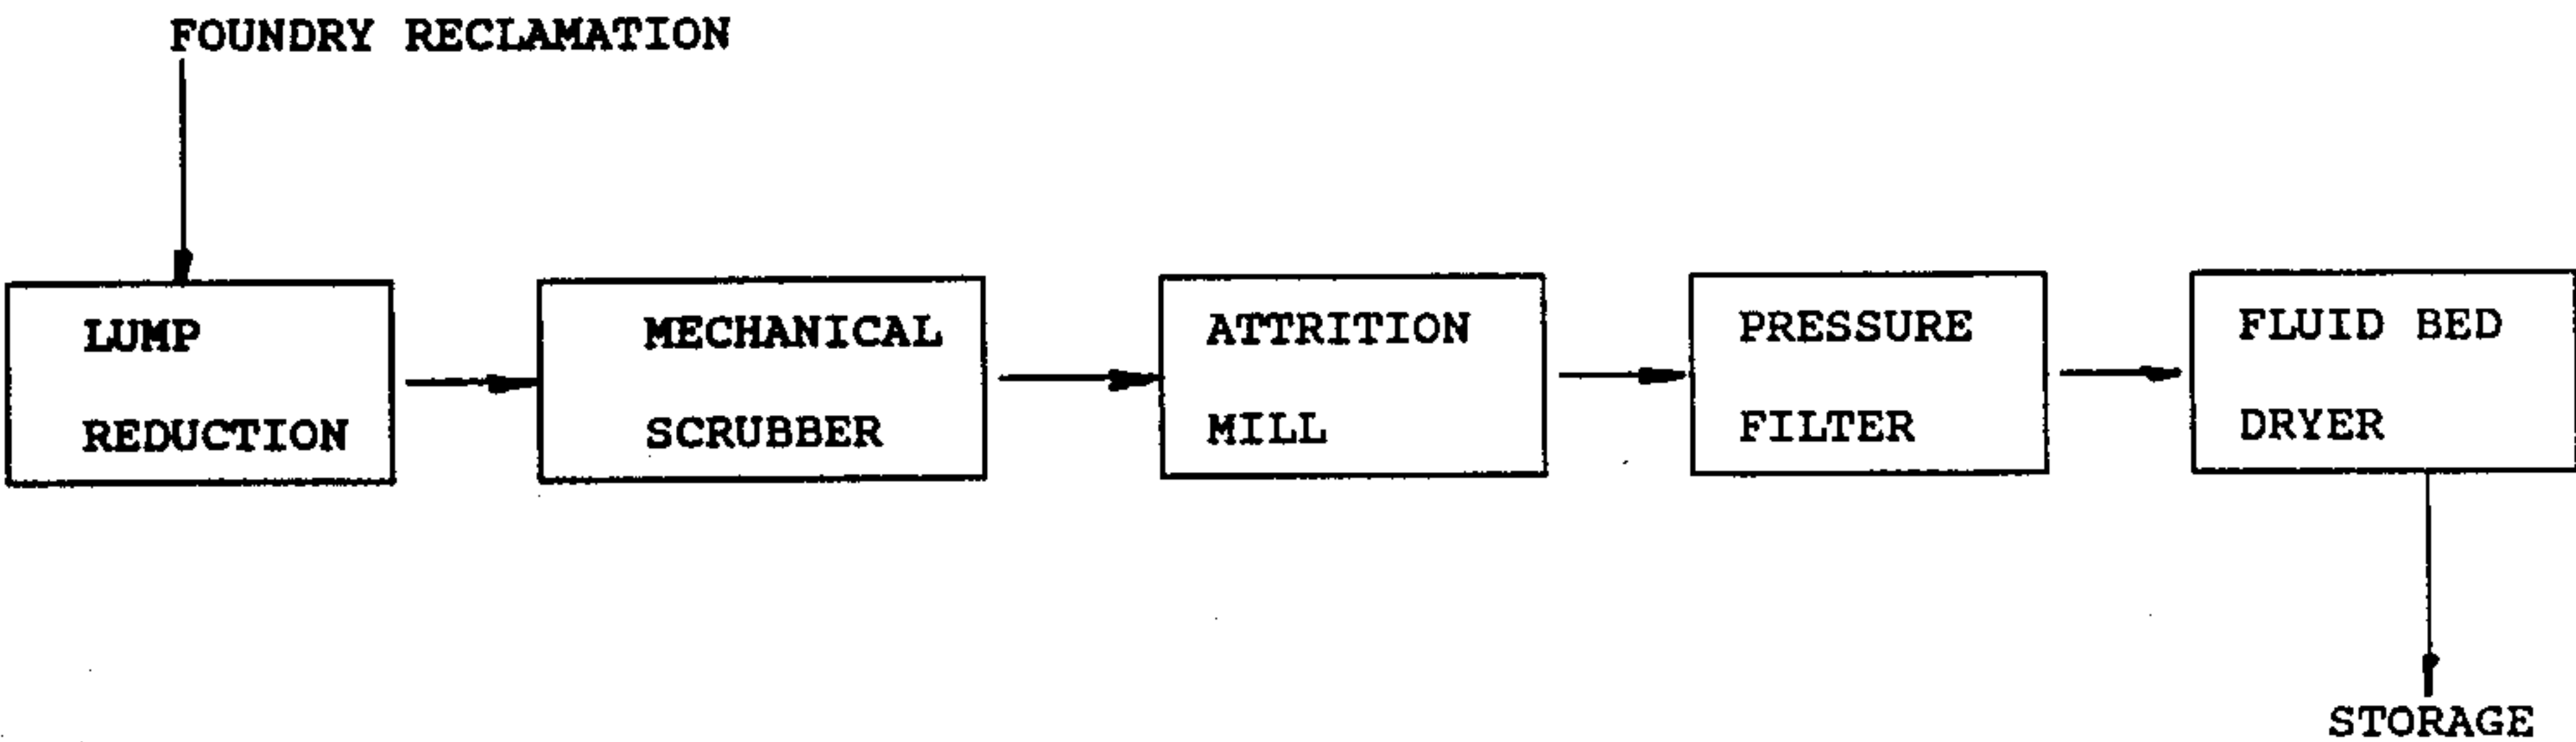 FOUNDRY RECLAMATION
LUMP
REDUCTION
MECHANICAL
SCRUBBER
ATTRITION
MILL
PRESSURE
FILTER
FLUID BED
DRYER
STORAGE